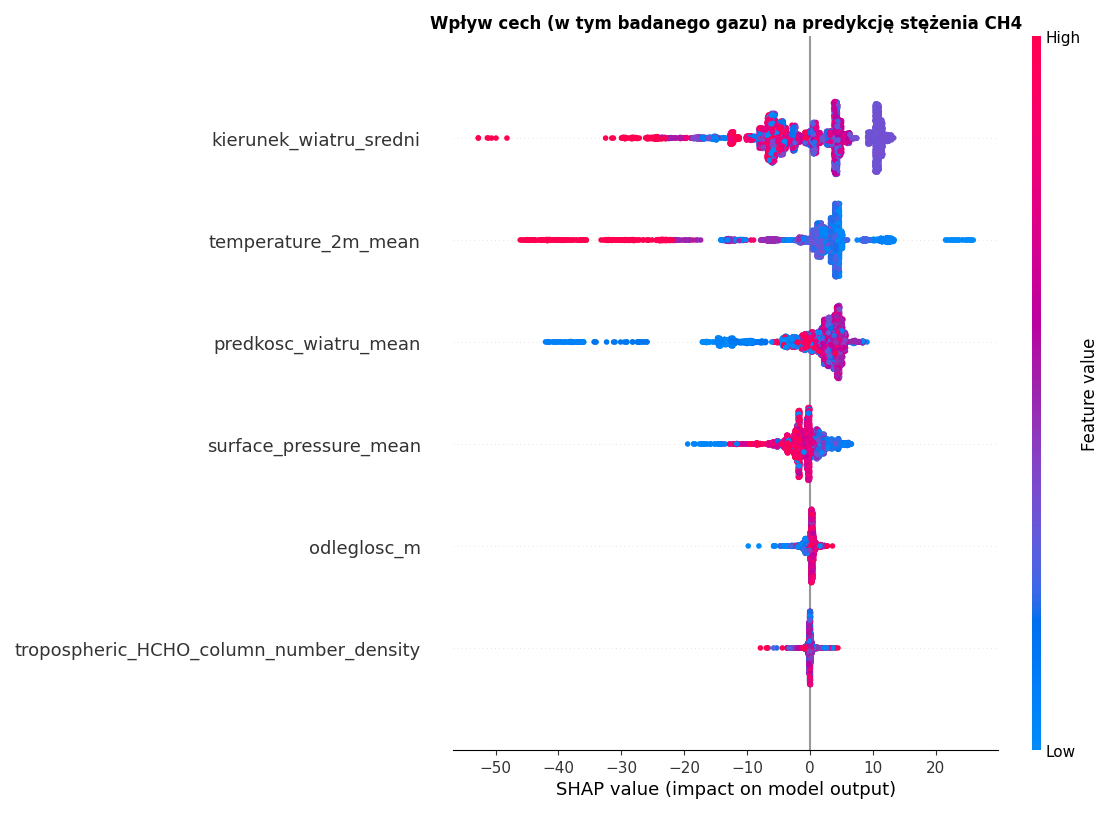 Wpływ cech (w tym badanego gazu) na predykcję stężenia CH4
High
kierunek_wiatru_sredni
temperature_2m_mean
predkosc_wiatru_mean
surface_pressure_mean
odleglosc_m
tropospheric_HCHO_column_number_density
Feature value
Low
−50 −40 −30 −20 −10 0 10 20
SHAP value (impact on model output)